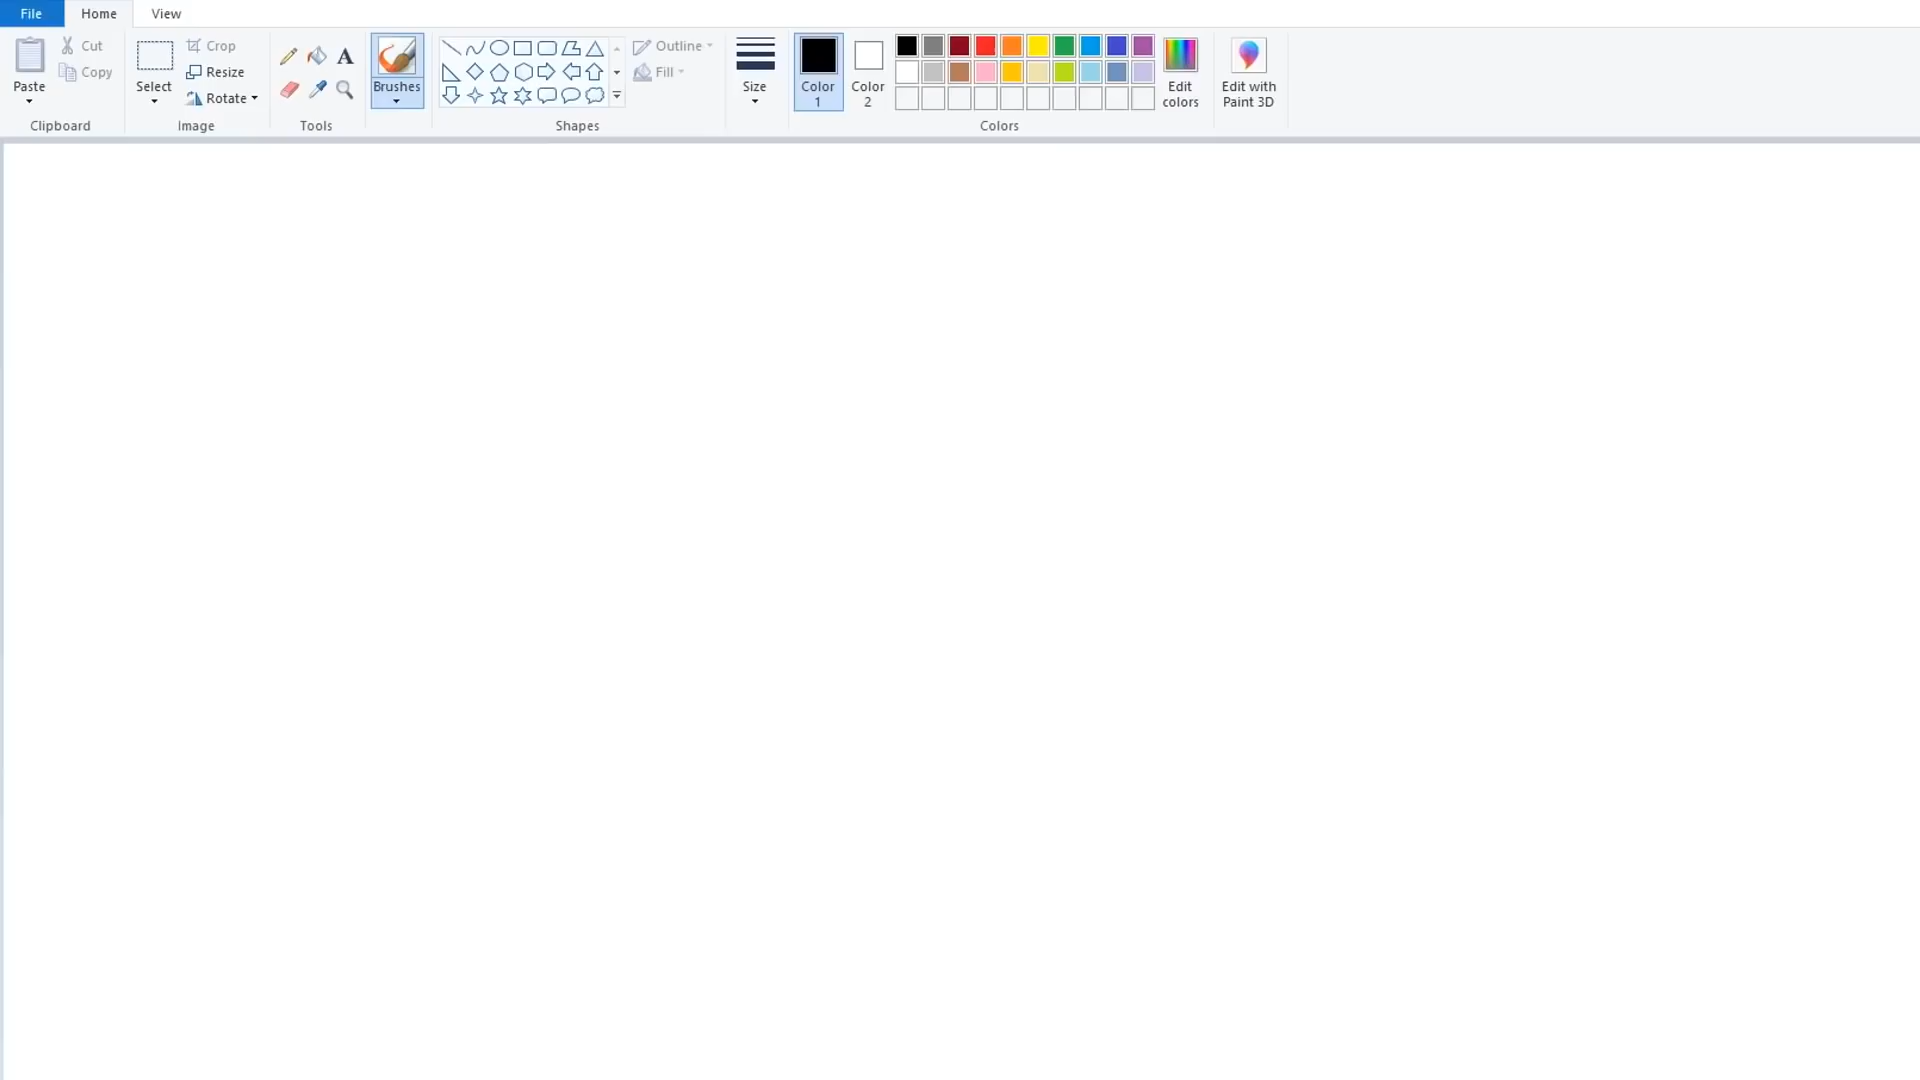 File Home View
Paste Cut Copy Clipboard
Select Crop Resize Rotate Image
A
Tools
Brushes
Outline Fill Shapes
Size
Color 1
Color 2
Edit colors
Colors
Edit with Paint 3D